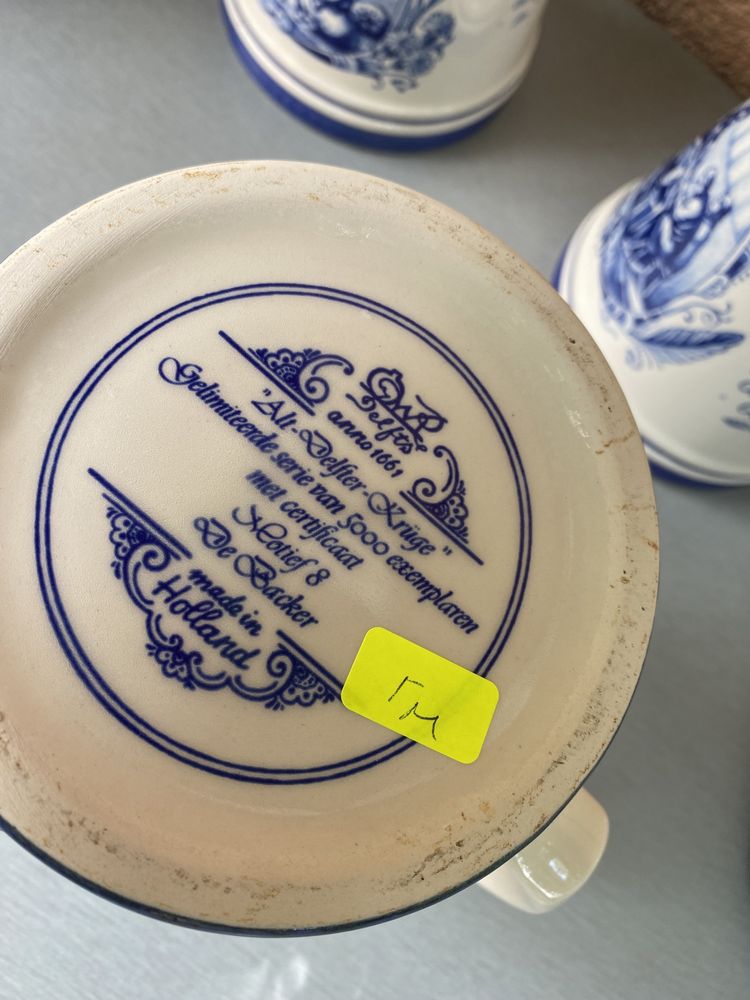 DWR
Delfts
anno 1661
"Alt-Delfter-Krüge"
Gelimiteerde serie van 5000 exemplaren
met certificaat
Motief 8
De Backer
made in
Holland
ГМ